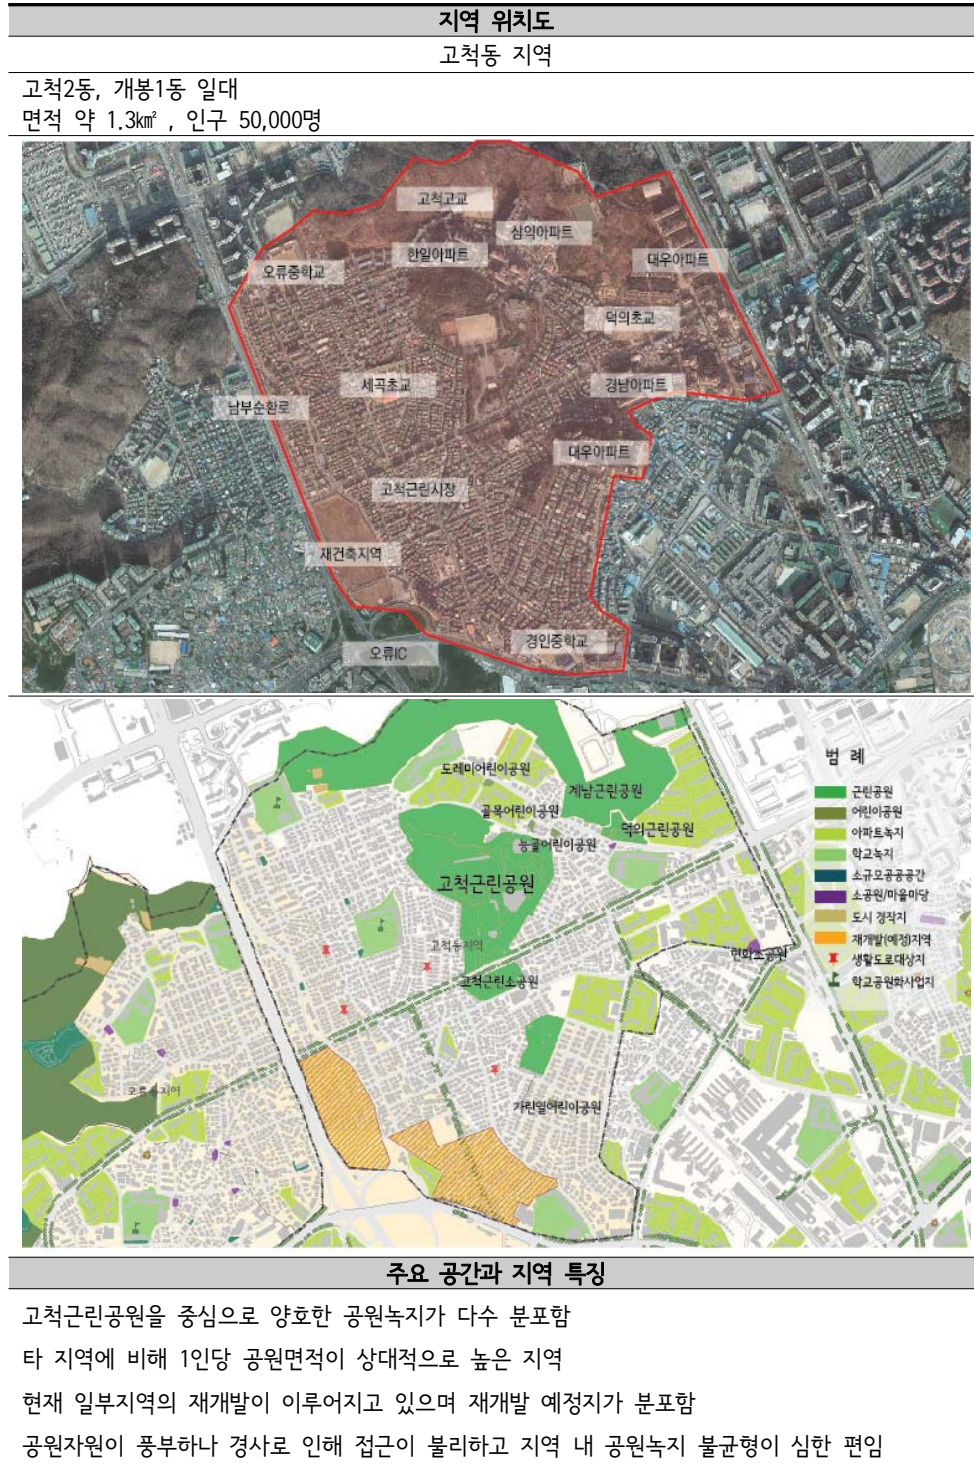 지역 위치도
고척동 지역
고척2동, 개봉1동 일대
면적 약 1.3㎢ , 인구 50,000명
고척고교
삼익아파트
한일아파트
오류중학교
대우아파트
덕의초교
세곡초교
경남아파트
남부순환로
대우아파트
고척근린시장
재건축지역
경인중학교
오류IC
범 례
근린공원
어린이공원
아파트녹지
학교녹지
소규모공공공간
소공원/마을마당
도시 경작지
재개발(예정)지역
생활도로대상지
학교공원화사업지
도레미어린이공원
계남근린공원
골목어린이공원
덕의근린공원
능골어린이공원
고척근린공원
고척동지역
고척근린소공원
가린열어린이공원
오류동지역
주요 공간과 지역 특징
고척근린공원을 중심으로 양호한 공원녹지가 다수 분포함
타 지역에 비해 1인당 공원면적이 상대적으로 높은 지역
현재 일부지역의 재개발이 이루어지고 있으며 재개발 예정지가 분포함
공원자원이 풍부하나 경사로 인해 접근이 불리하고 지역 내 공원녹지 불균형이 심한 편임